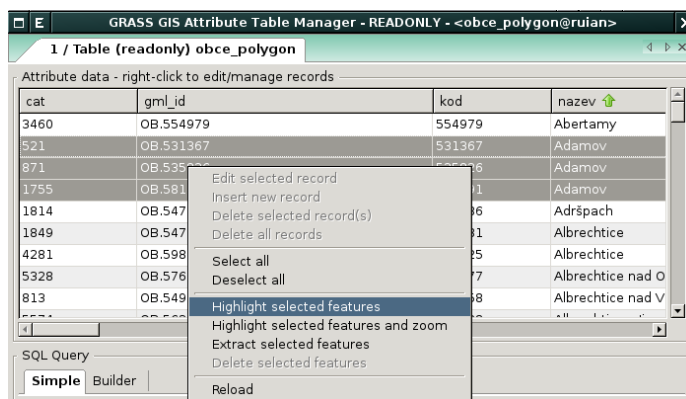 GRASS GIS Attribute Table Manager - READONLY - <obce_polygon@ruian>
1 / Table (readonly) obce_polygon
Attribute data - right-click to edit/manage records
cat gml_id kod nazev
3460 OB.554979 554979 Abertamy
521 OB.531367 531367 Adamov
871 Adamov
1755 Adamov
1814 Adršpach
1849 Albrechtice
4281 Albrechtice
5328 Albrechtice nad
813 Albrechtice nad
Edit selected record
Insert new record
Delete selected record(s)
Delete all records
Select all
Deselect all
Highlight selected features
Highlight selected features and zoom
Extract selected features
Delete selected features
Reload
SQL Query
Simple Builder